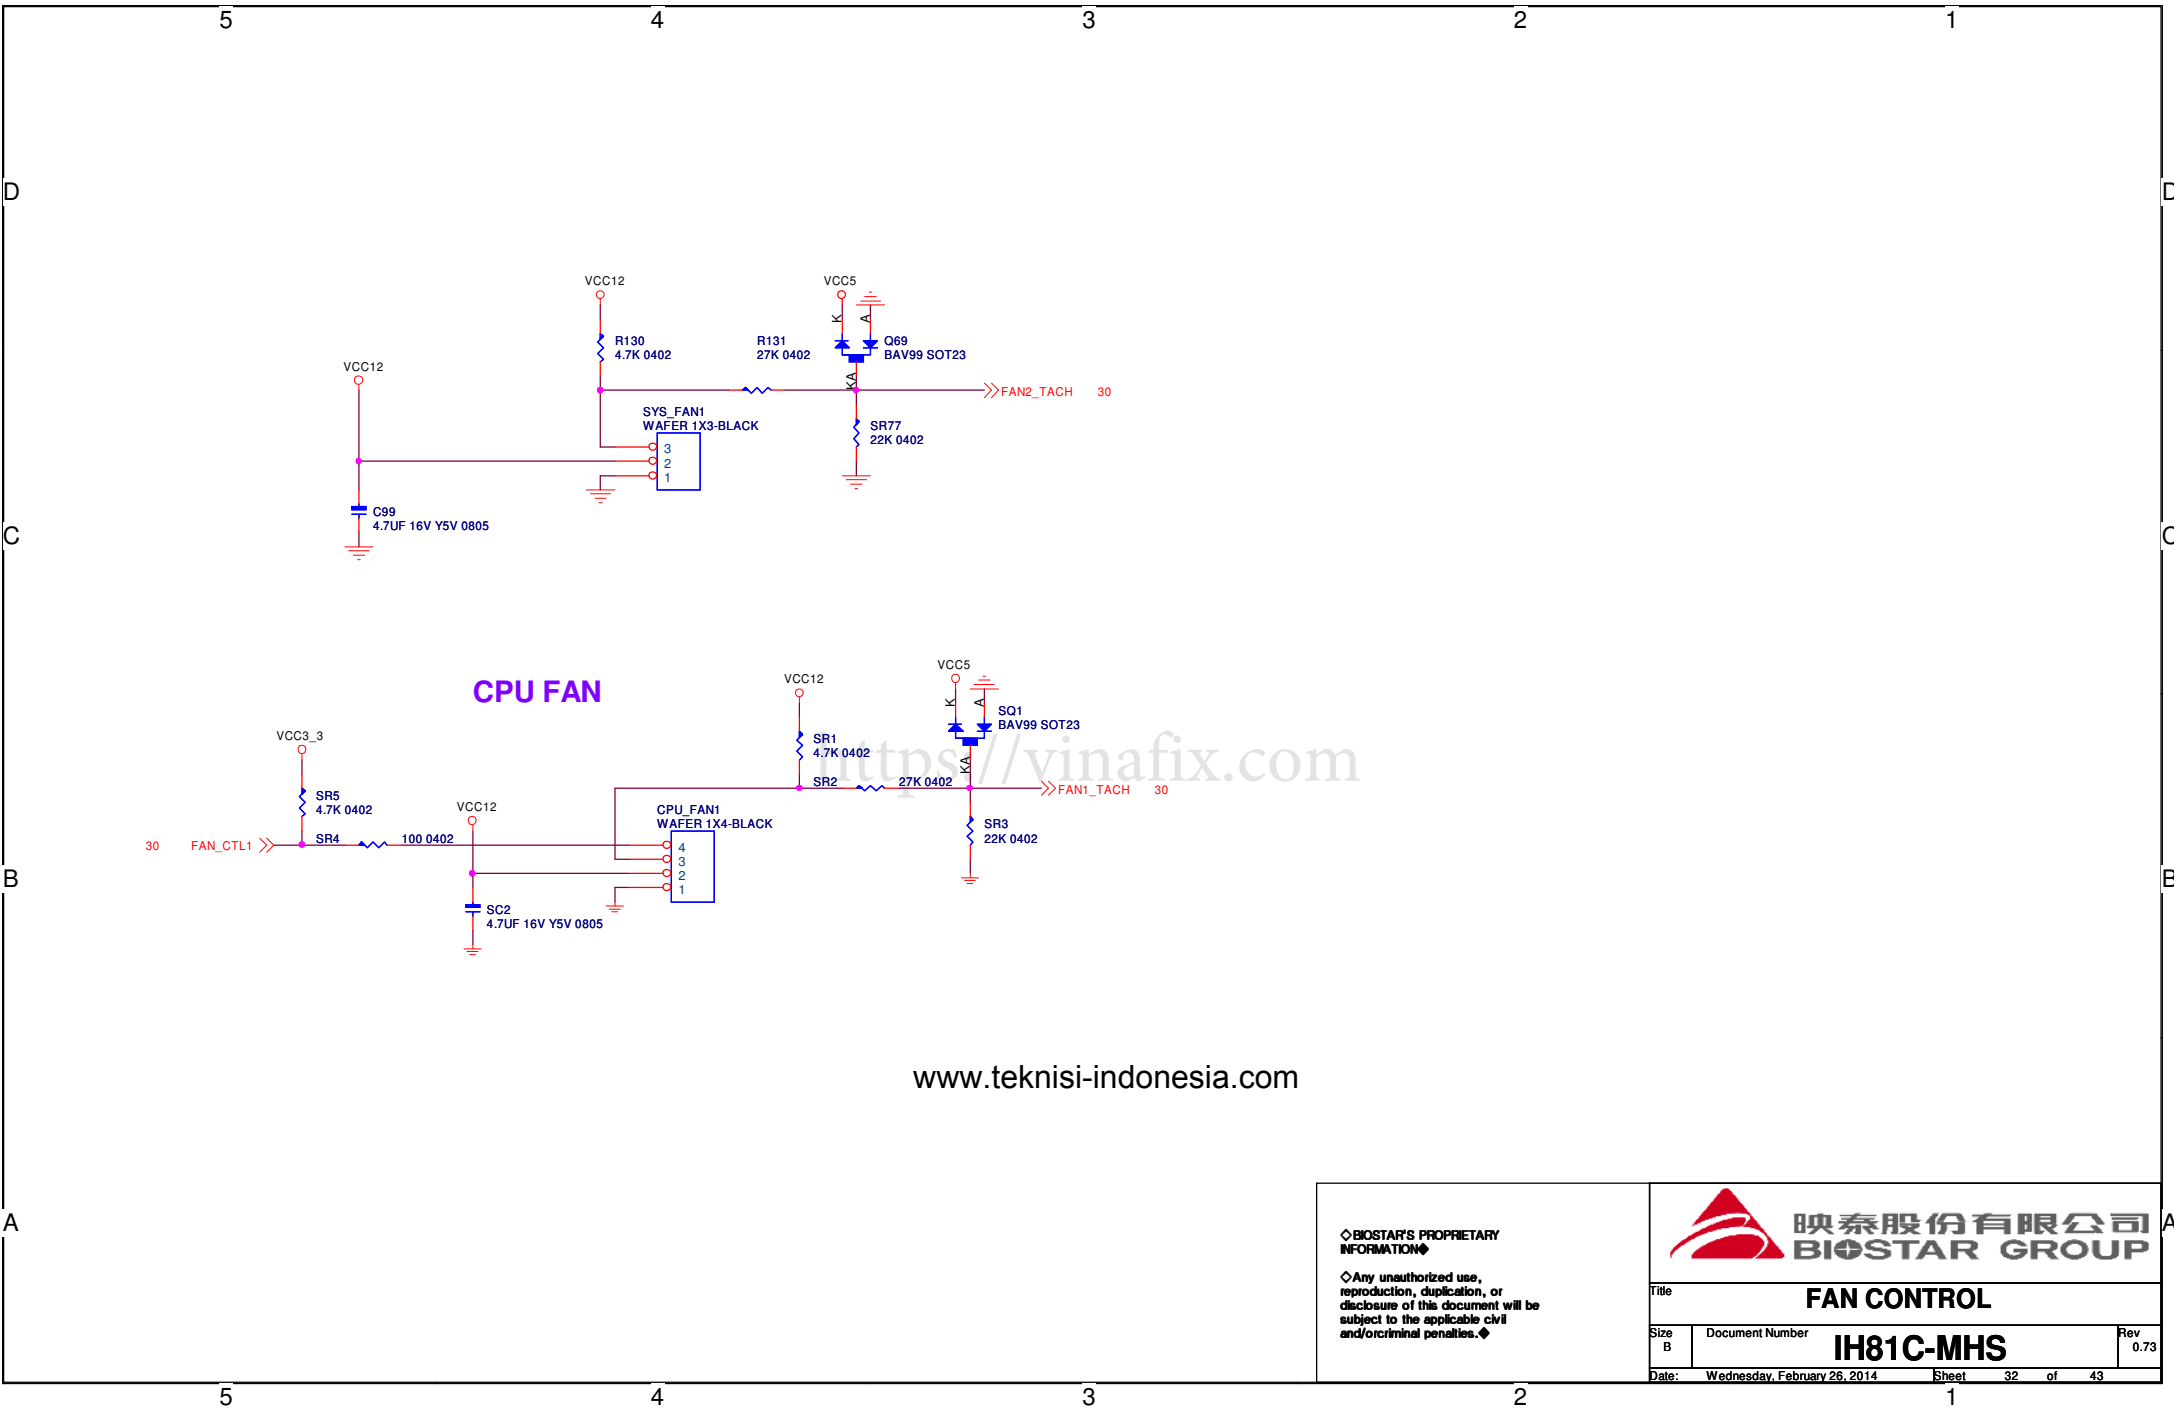 5 4 3 2 1
D D
VCC12 VCC5
K A
R130
4.7K 0402
R131
27K 0402
Q69
BAV99 SOT23
VCC12
KA
FAN2_TACH 30
SYS_FAN1
WAFER 1X3-BLACK
SR77
22K 0402
3
2
1
C99
4.7UF 16V Y5V 0805
C C
CPU FAN
VCC12 VCC5
K A
SQ1
BAV99 SOT23
VCC3_3
SR1
4.7K 0402
https://vinafix.com
KA
SR2 27K 0402
FAN1_TACH 30
SR5
4.7K 0402
VCC12
CPU_FAN1
WAFER 1X4-BLACK
SR3
22K 0402
30 FAN_CTL1
SR4 100 0402
4
3
2
1
B B
SC2
4.7UF 16V Y5V 0805
www.teknisi-indonesia.com
A A
◇BIOSTAR'S PROPRIETARY
INFORMATION◆
◇Any unauthorized use,
reproduction, duplication, or
disclosure of this document will be
subject to the applicable civil
and/orcriminal penalties.◆
映泰股份有限公司
BIOSTAR GROUP
Title
FAN CONTROL
Size
B
Document Number
IH81C-MHS
Rev
0.73
Date: Wednesday, February 26, 2014 Sheet 32 of 43
5 4 3 2 1